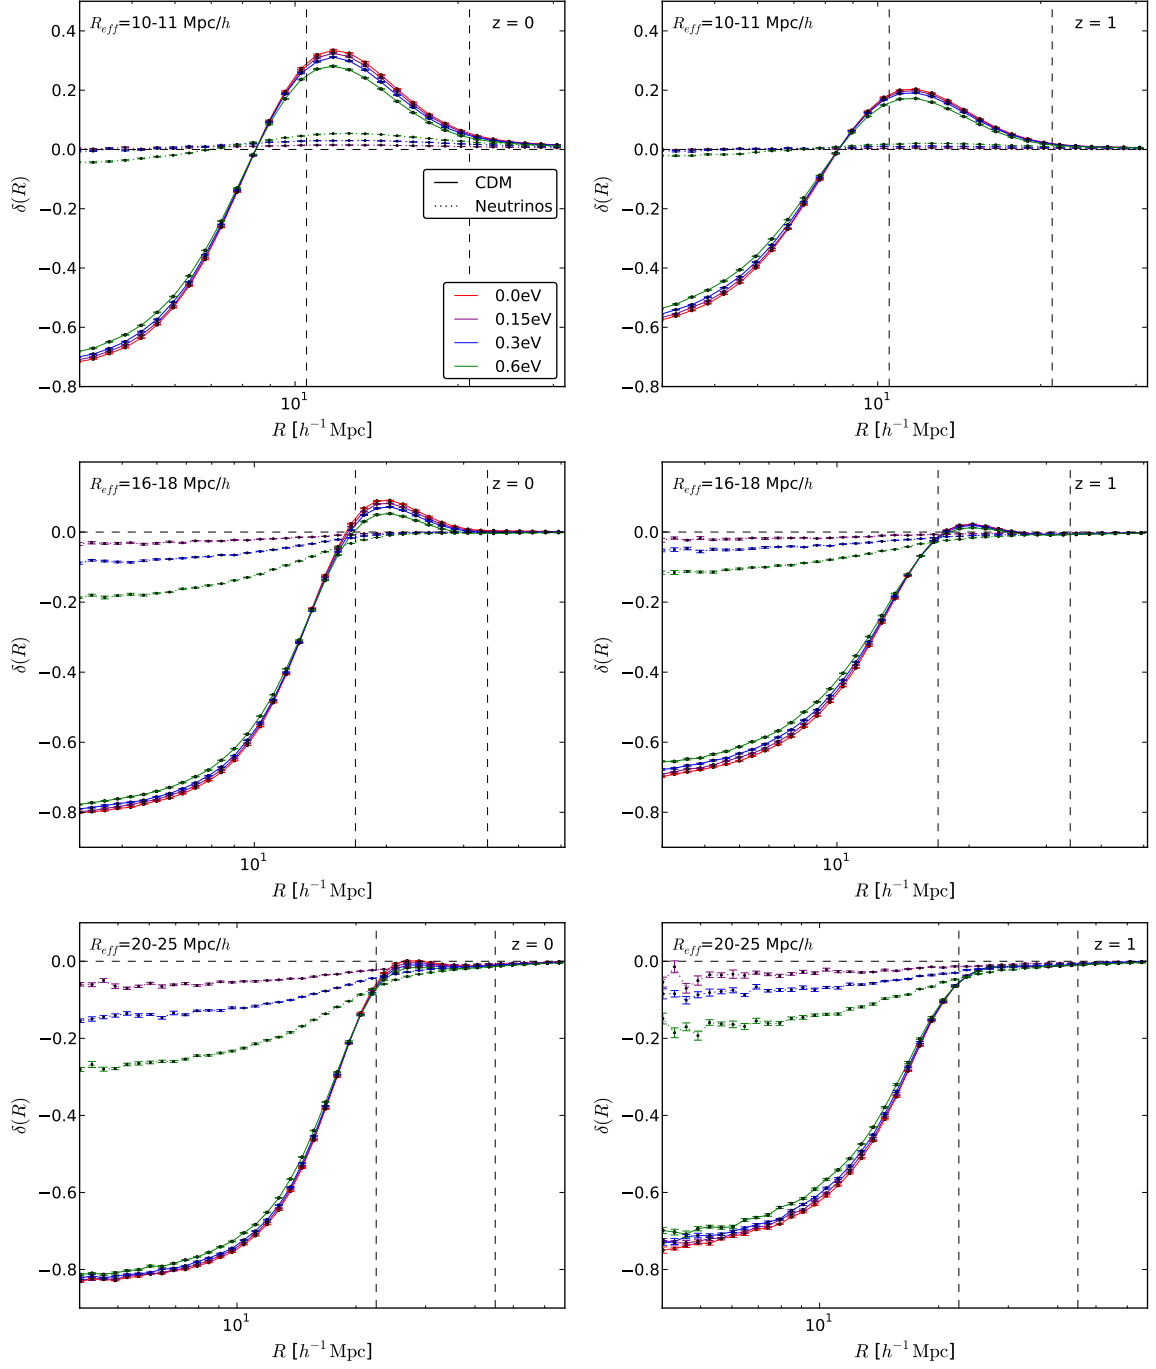 R_eff=10-11 Mpc/h
z = 0
0.4
0.2
0.0
−0.2
−0.4
−0.6
−0.8
δ(R)
CDM
Neutrinos
0.0eV
0.15eV
0.3eV
0.6eV
10^1
R [h^−1 Mpc]
R_eff=10-11 Mpc/h
z = 1
0.4
0.2
0.0
−0.2
−0.4
−0.6
−0.8
δ(R)
10^1
R [h^−1 Mpc]
R_eff=16-18 Mpc/h
z = 0
0.0
−0.2
−0.4
−0.6
−0.8
δ(R)
10^1
R [h^−1 Mpc]
R_eff=16-18 Mpc/h
z = 1
0.0
−0.2
−0.4
−0.6
−0.8
δ(R)
10^1
R [h^−1 Mpc]
R_eff=20-25 Mpc/h
z = 0
0.0
−0.2
−0.4
−0.6
−0.8
δ(R)
10^1
R [h^−1 Mpc]
R_eff=20-25 Mpc/h
z = 1
0.0
−0.2
−0.4
−0.6
−0.8
δ(R)
10^1
R [h^−1 Mpc]